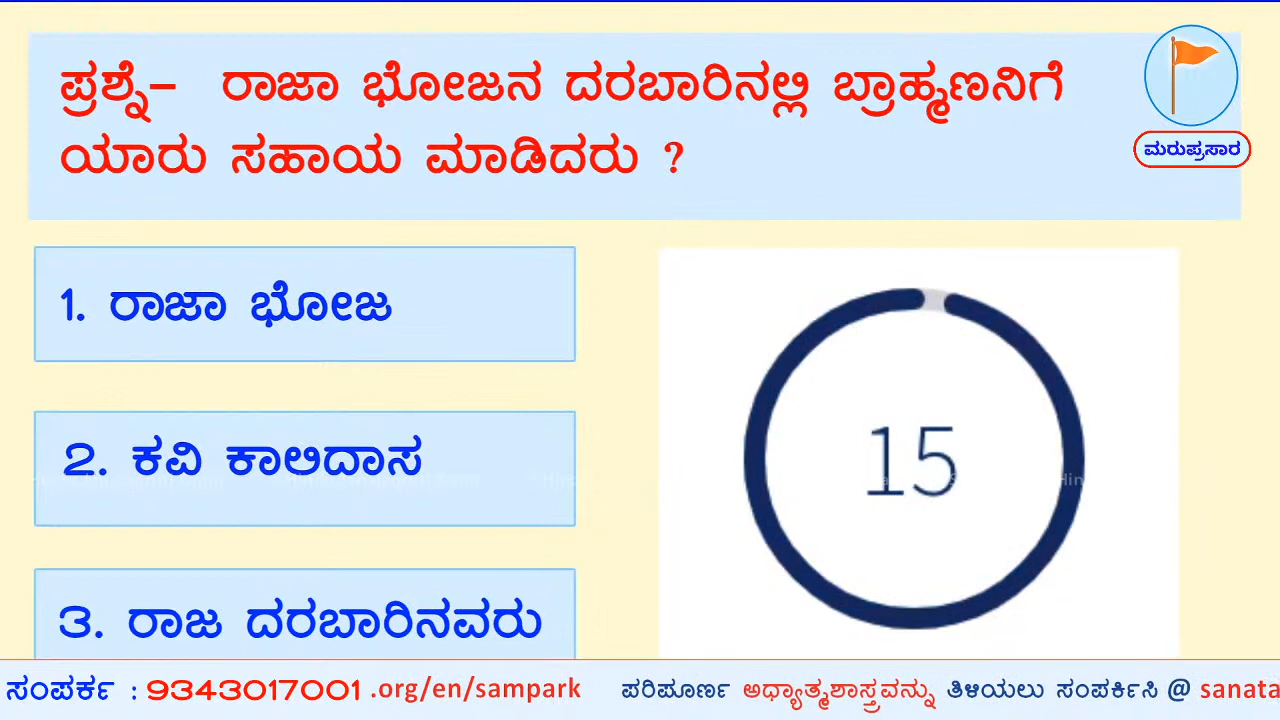 ಪ್ರಶ್ನೆ- ರಾಜಾ ಭೋಜನ ದರಬಾರಿನಲ್ಲಿ ಬ್ರಾಹ್ಮಣನಿಗೆ
ಯಾರು ಸಹಾಯ ಮಾಡಿದರು ?
ಮರುಪ್ರಸಾರ
1. ರಾಜಾ ಭೋಜ
2. ಕವಿ ಕಾಲಿದಾಸ
15
3. ರಾಜ ದರಬಾರಿನವರು
ಸಂಪರ್ಕ : 9343017001 .org/en/sampark ಪರಿಪೂರ್ಣ ಅಧ್ಯಾತ್ಮಶಾಸ್ತ್ರವನ್ನು ತಿಳಿಯಲು ಸಂಪರ್ಕಿಸಿ @ sanata